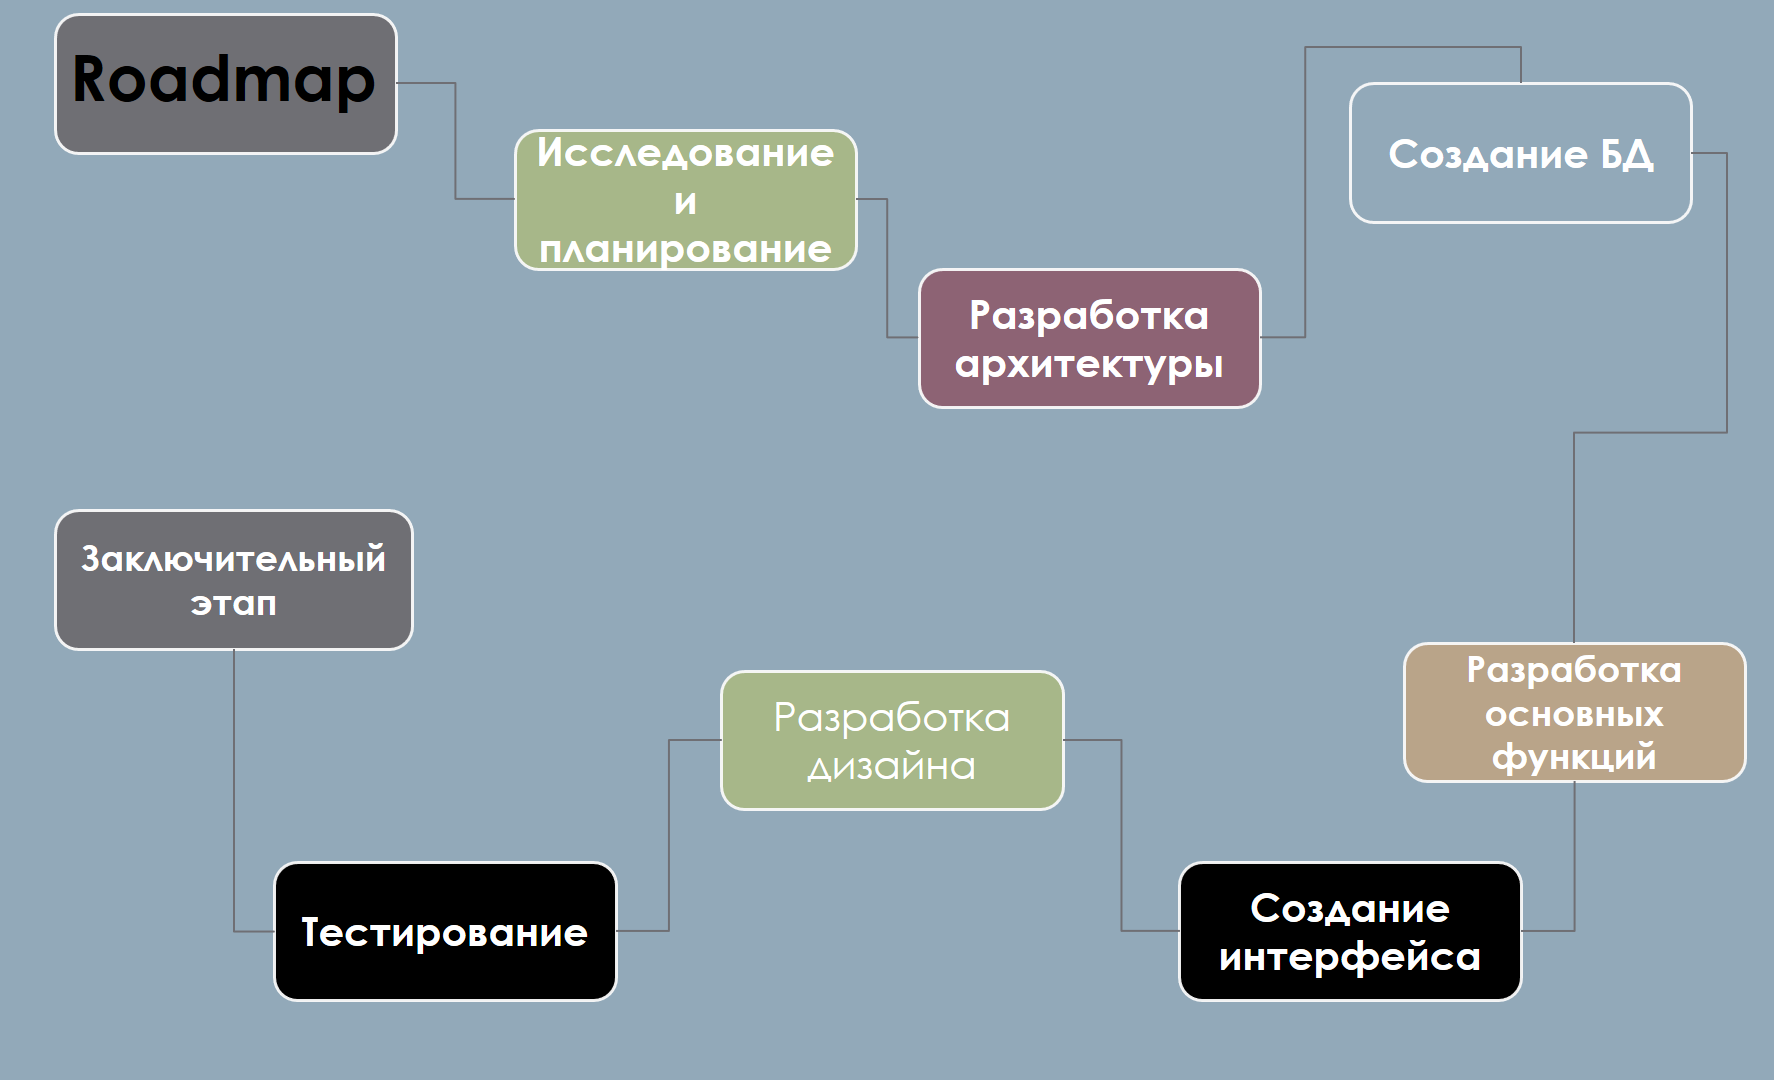 Roadmap
Исследование
и
планирование
Разработка
архитектуры
Создание БД
Разработка
основных
функций
Создание
интерфейса
Разработка
дизайна
Тестирование
Заключительный
этап